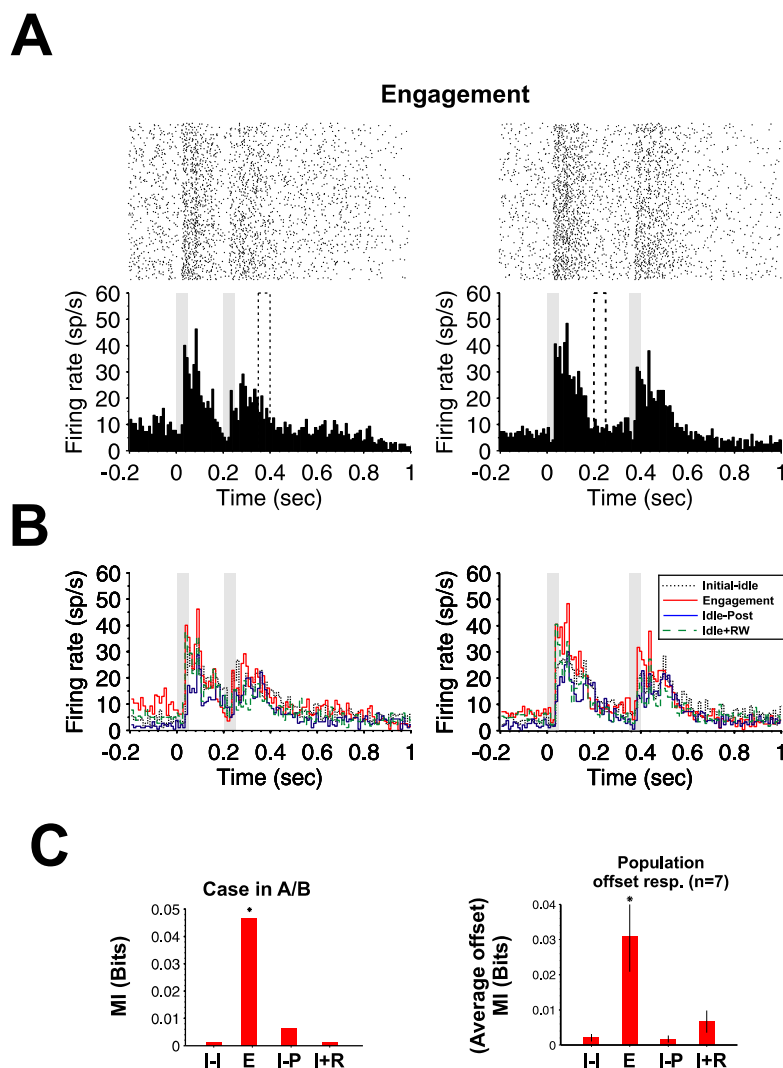 A
Engagement
60
50
40
30
20
10
0
Firing rate (sp/s)
-0.2 0 0.2 0.4 0.6 0.8 1
Time (sec)
60
50
40
30
20
10
0
Firing rate (sp/s)
-0.2 0 0.2 0.4 0.6 0.8 1
Time (sec)
B
60
50
40
30
20
10
0
Firing rate (sp/s)
-0.2 0 0.2 0.4 0.6 0.8 1
Time (sec)
60
50
40
30
20
10
0
Firing rate (sp/s)
-0.2 0 0.2 0.4 0.6 0.8 1
Time (sec)
Initial-idle
Engagement
Idle-Post
Idle+RW
C
Case in A/B
0.05
0.04
0.03
0.02
0.01
0
MI (Bits)
*
I-I E I-P I+R
Population
offset resp. (n=7)
0.04
0.03
0.02
0.01
0
(Average offset)
MI (Bits)
*
I-I E I-P I+R